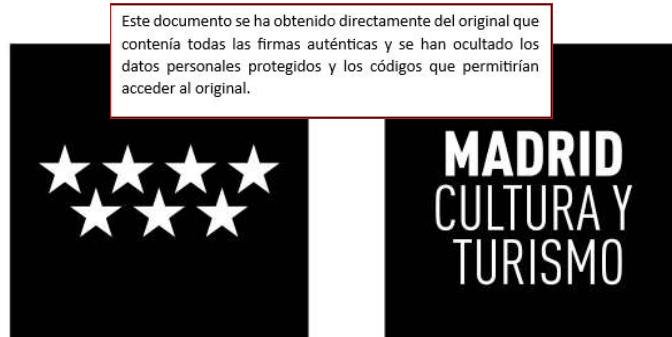 Este documento se ha obtenido directamente del original que
contenía todas las firmas auténticas y se han ocultado los
datos personales protegidos y los códigos que permitirían
acceder al original.
MADRID
CULTURA Y
TURISMO